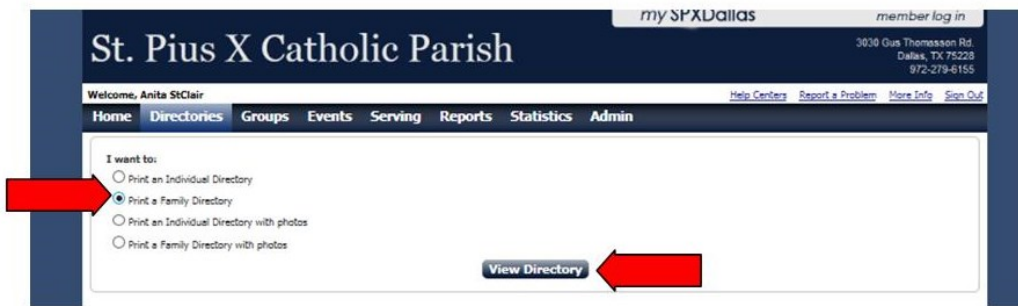 my SPXDallas member log in
St. Pius X Catholic Parish
3030 Gus Thomasson Rd.
Dallas, TX 75228
972-279-6155
Welcome, Anita StClair Help Centers Report a Problem More Info Sign Out
Home Directories Groups Events Serving Reports Statistics Admin
I want to:
Print an Individual Directory
Print a Family Directory
Print an Individual Directory with photos
Print a Family Directory with photos
View Directory